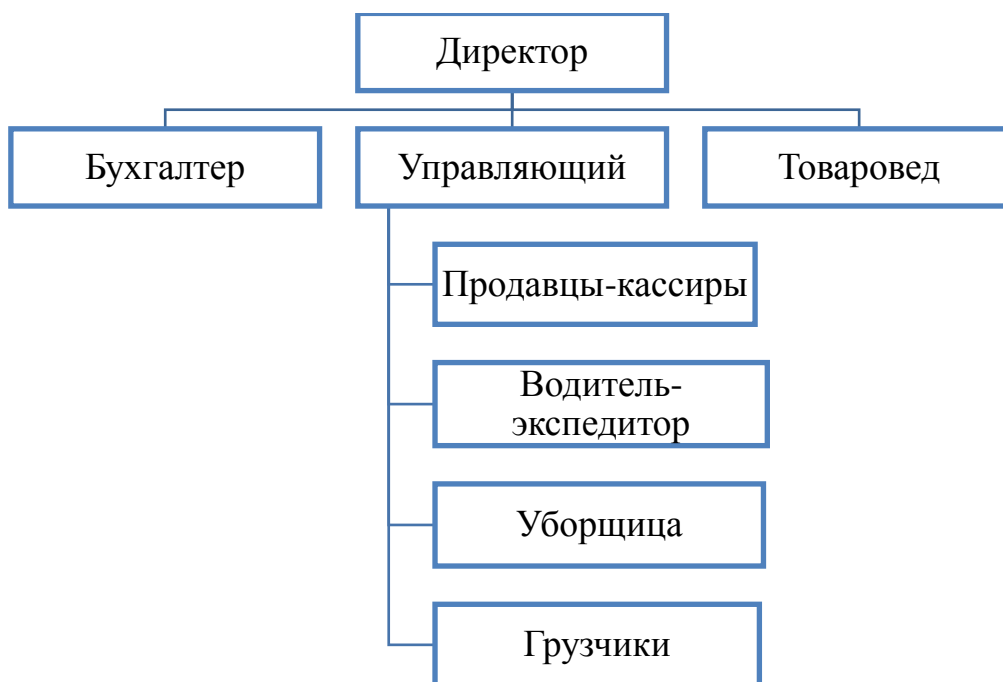 Директор
Бухгалтер
Управляющий
Товаровед
Продавцы-кассиры
Водитель-
экспедитор
Уборщица
Грузчики